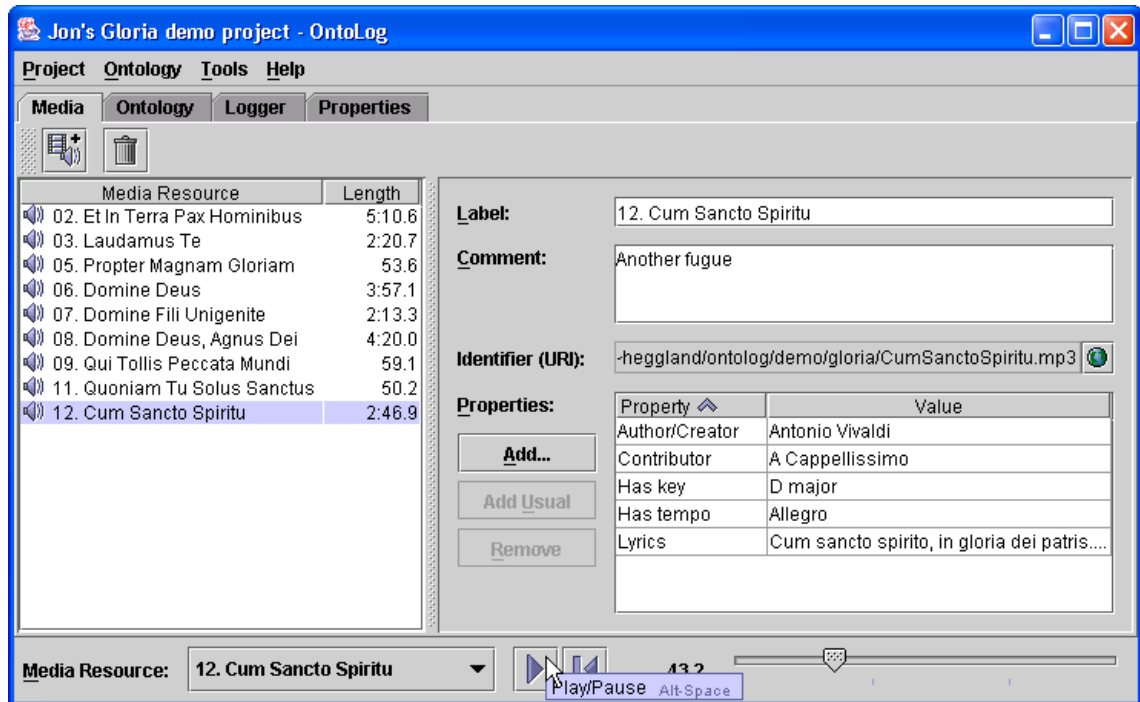 Jon's Gloria demo project - OntoLog
Project Ontology Tools Help
Media Ontology Logger Properties
Media Resource Length
02. Et In Terra Pax Hominibus 5:10.6
03. Laudamus Te 2:20.7
05. Propter Magnam Gloriam 53.6
06. Domine Deus 3:57.1
07. Domine Fili Unigenite 2:13.3
08. Domine Deus, Agnus Dei 4:20.0
09. Qui Tollis Peccata Mundi 59.1
11. Quoniam Tu Solus Sanctus 50.2
12. Cum Sancto Spiritu 2:46.9
Label: 12. Cum Sancto Spiritu
Comment: Another fugue
Identifier (URI): -heggland/ontolog/demo/gloria/CumSanctoSpiritu.mp3
Properties:
Add...
Add Usual
Remove
Property Value
Author/Creator Antonio Vivaldi
Contributor A Cappellissimo
Has key D major
Has tempo Allegro
Lyrics Cum sancto spirito, in gloria dei patris....
Media Resource: 12. Cum Sancto Spiritu 43.2
Play/Pause Alt-Space